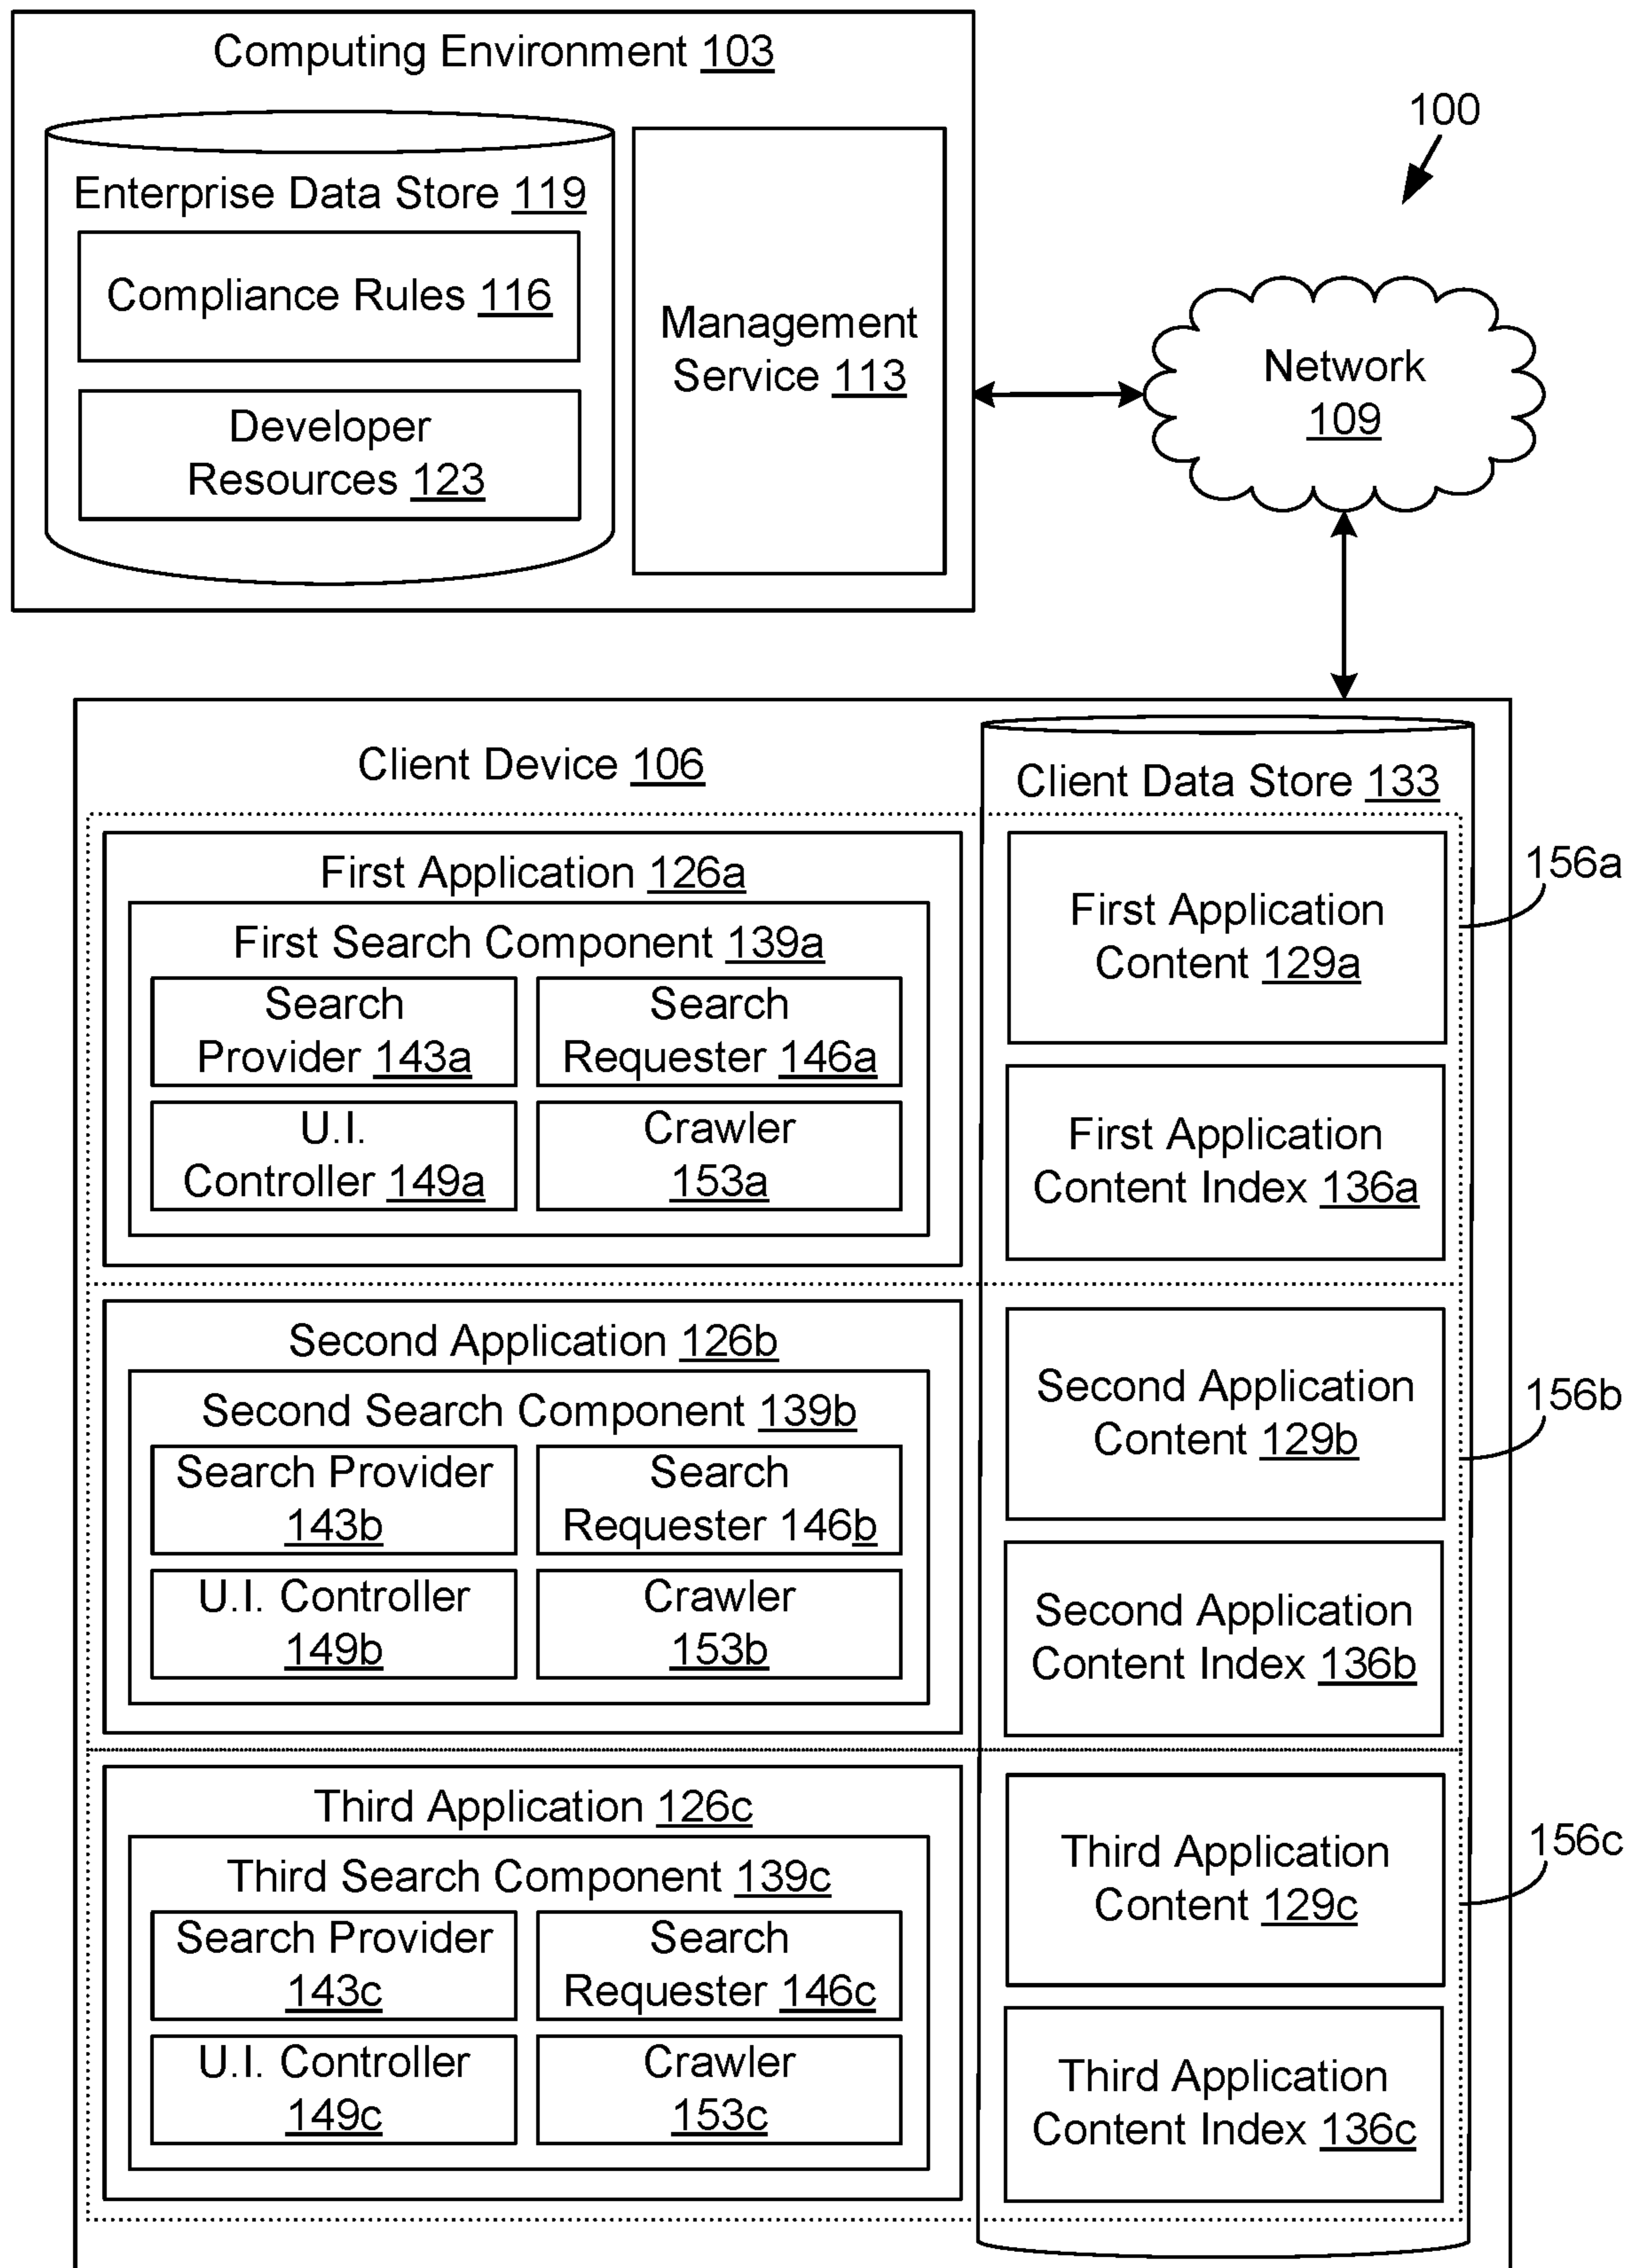 Computing Environment 103
100
Enterprise Data Store 119
Compliance Rules 116
Developer
Resources 123
Management
Service 113
Network
109
Client Device 106
Client Data Store 133
First Application 126a
First Search Component 139a
Search
Provider 143a
Search
Requester 146a
U.I.
Controller 149a
Crawler
153a
First Application
Content 129a
First Application
Content Index 136a
156a
Second Application 126b
Second Search Component 139b
Search Provider
143b
Search
Requester 146b
U.I. Controller
149b
Crawler
153b
Second Application
Content 129b
Second Application
Content Index 136b
156b
Third Application 126c
Third Search Component 139c
Search Provider
143c
Search
Requester 146c
U.I. Controller
149c
Crawler
153c
Third Application
Content 129c
Third Application
Content Index 136c
156c